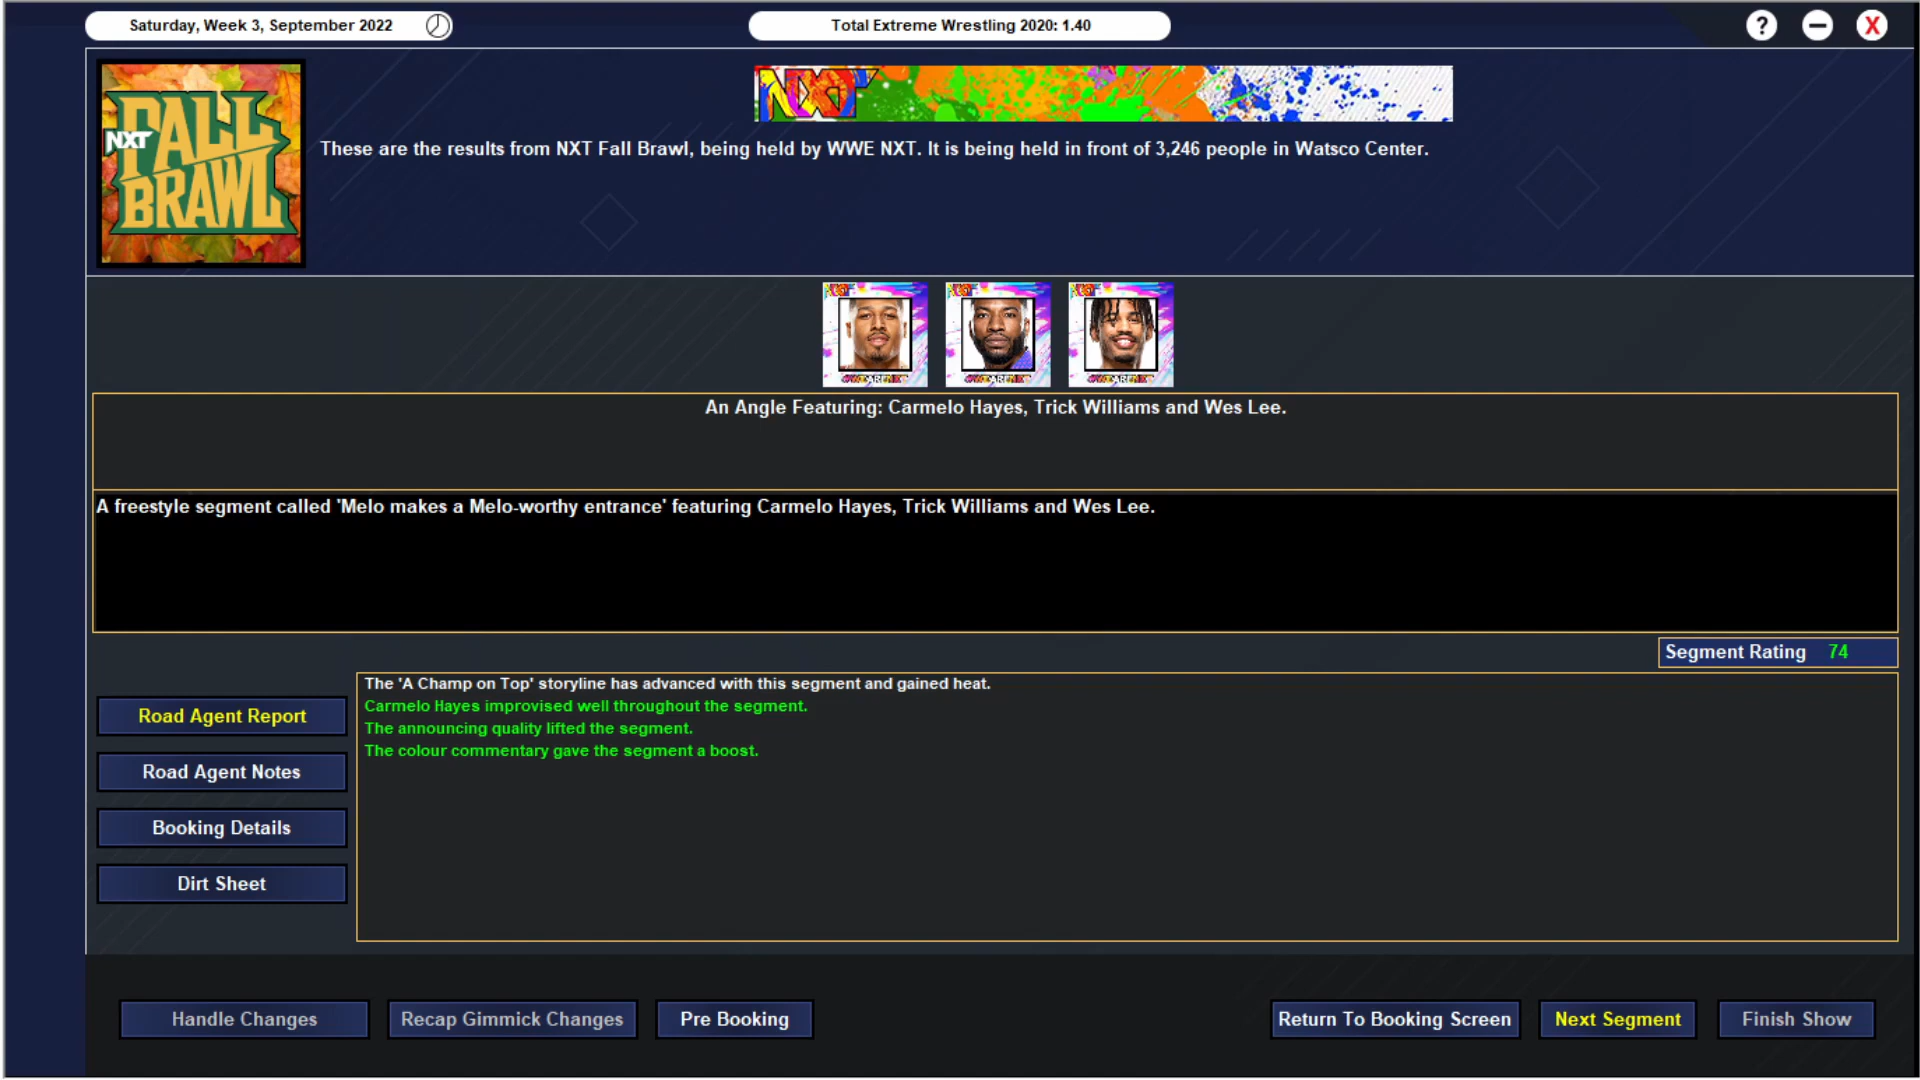 Saturday, Week 3, September 2022
Total Extreme Wrestling 2020: 1.40
?
X
NXT
FALL
BRAWL
NXT
These are the results from NXT Fall Brawl, being held by WWE NXT. It is being held in front of 3,246 people in Watsco Center.
An Angle Featuring: Carmelo Hayes, Trick Williams and Wes Lee.
A freestyle segment called 'Melo makes a Melo-worthy entrance' featuring Carmelo Hayes, Trick Williams and Wes Lee.
Segment Rating 74
The 'A Champ on Top' storyline has advanced with this segment and gained heat.
Carmelo Hayes improvised well throughout the segment.
The announcing quality lifted the segment.
The colour commentary gave the segment a boost.
Road Agent Report
Road Agent Notes
Booking Details
Dirt Sheet
Handle Changes
Recap Gimmick Changes
Pre Booking
Return To Booking Screen
Next Segment
Finish Show